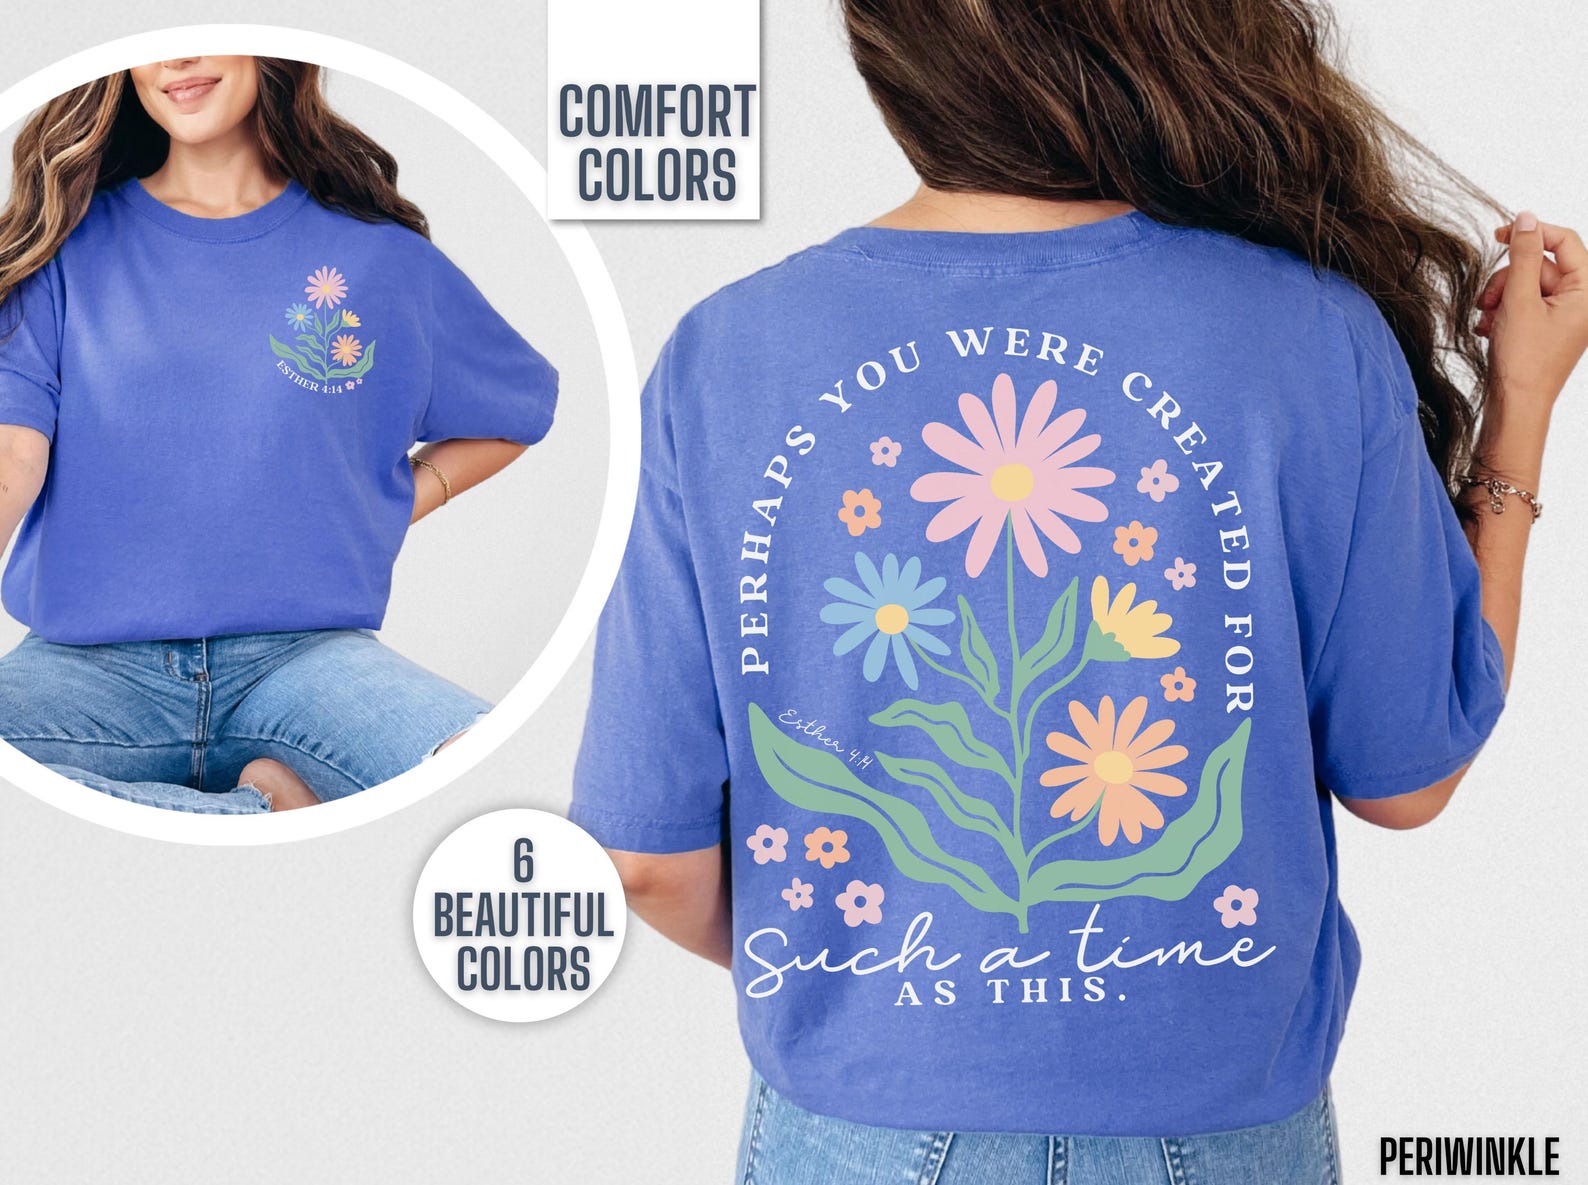 COMFORT
COLORS
ESTHER 4:14
PERHAPS YOU WERE CREATED FOR
Esther 4:14
Such a time
AS THIS.
6
BEAUTIFUL
COLORS
PERIWINKLE